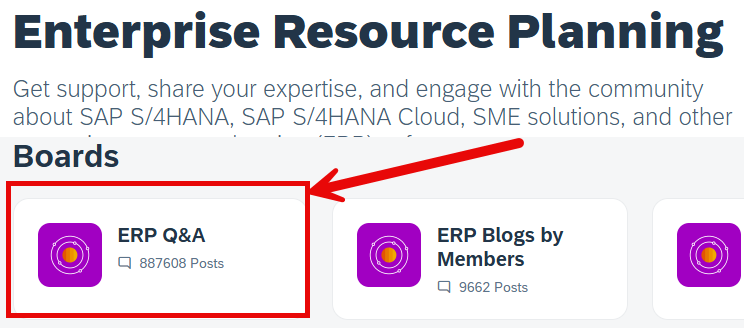 Enterprise Resource Planning
Get support, share your expertise, and engage with the community
about SAP S/4HANA, SAP S/4HANA Cloud, SME solutions, and other
Boards
ERP Q&A
887608 Posts
ERP Blogs by
Members
9662 Posts